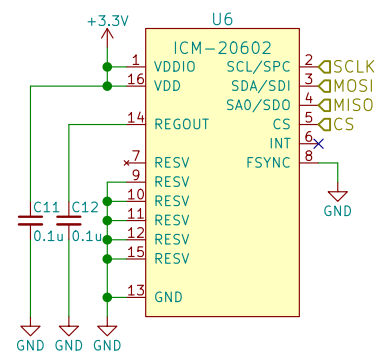 U6
+3.3V
ICM-20602
1 VDDIO SCL/SPC 2 SCLK
16 VDD SDA/SDI 3 MOSI
SA0/SDO 4 MISO
14 REGOUT CS 5 CS
INT 6
7 RESV FSYNC 8
9 RESV
10 RESV
11 RESV
12 RESV
15 RESV
13 GND
C11 C12
0.1u 0.1u
GND
GND GND GND